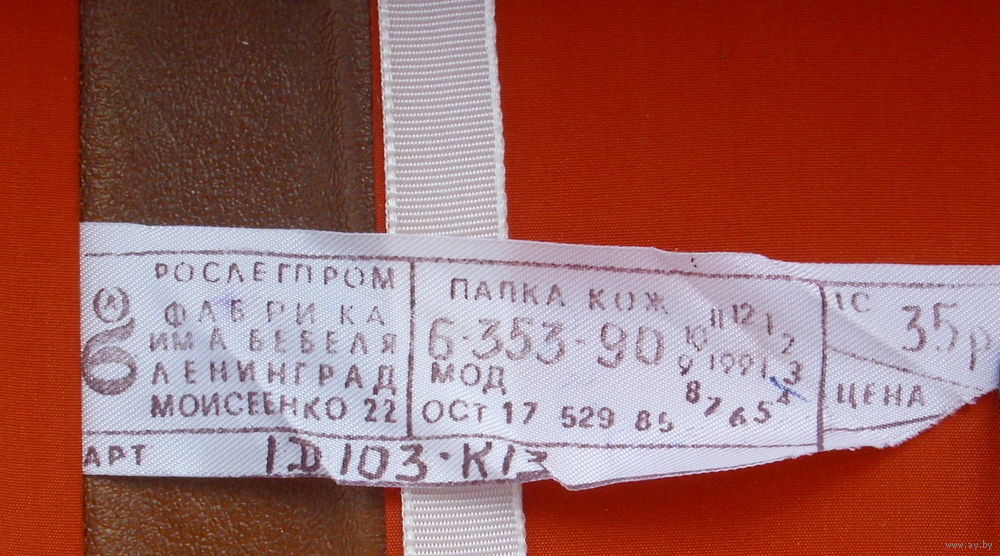 РОСЛЕГПРОМ
ФАБРИКА
ИМ А БЕБЕЛЯ
ЛЕНИНГРАД
МОИСЕЕНКО 22
АРТ 1D103·К13
ПАПКА КОЖ
6·353·90
МОД
ОСТ 17 529 85
11 12 1
10 2
9 1991 3
8 7 6 5 4
1С 35р
ЦЕНА
www.ay.by